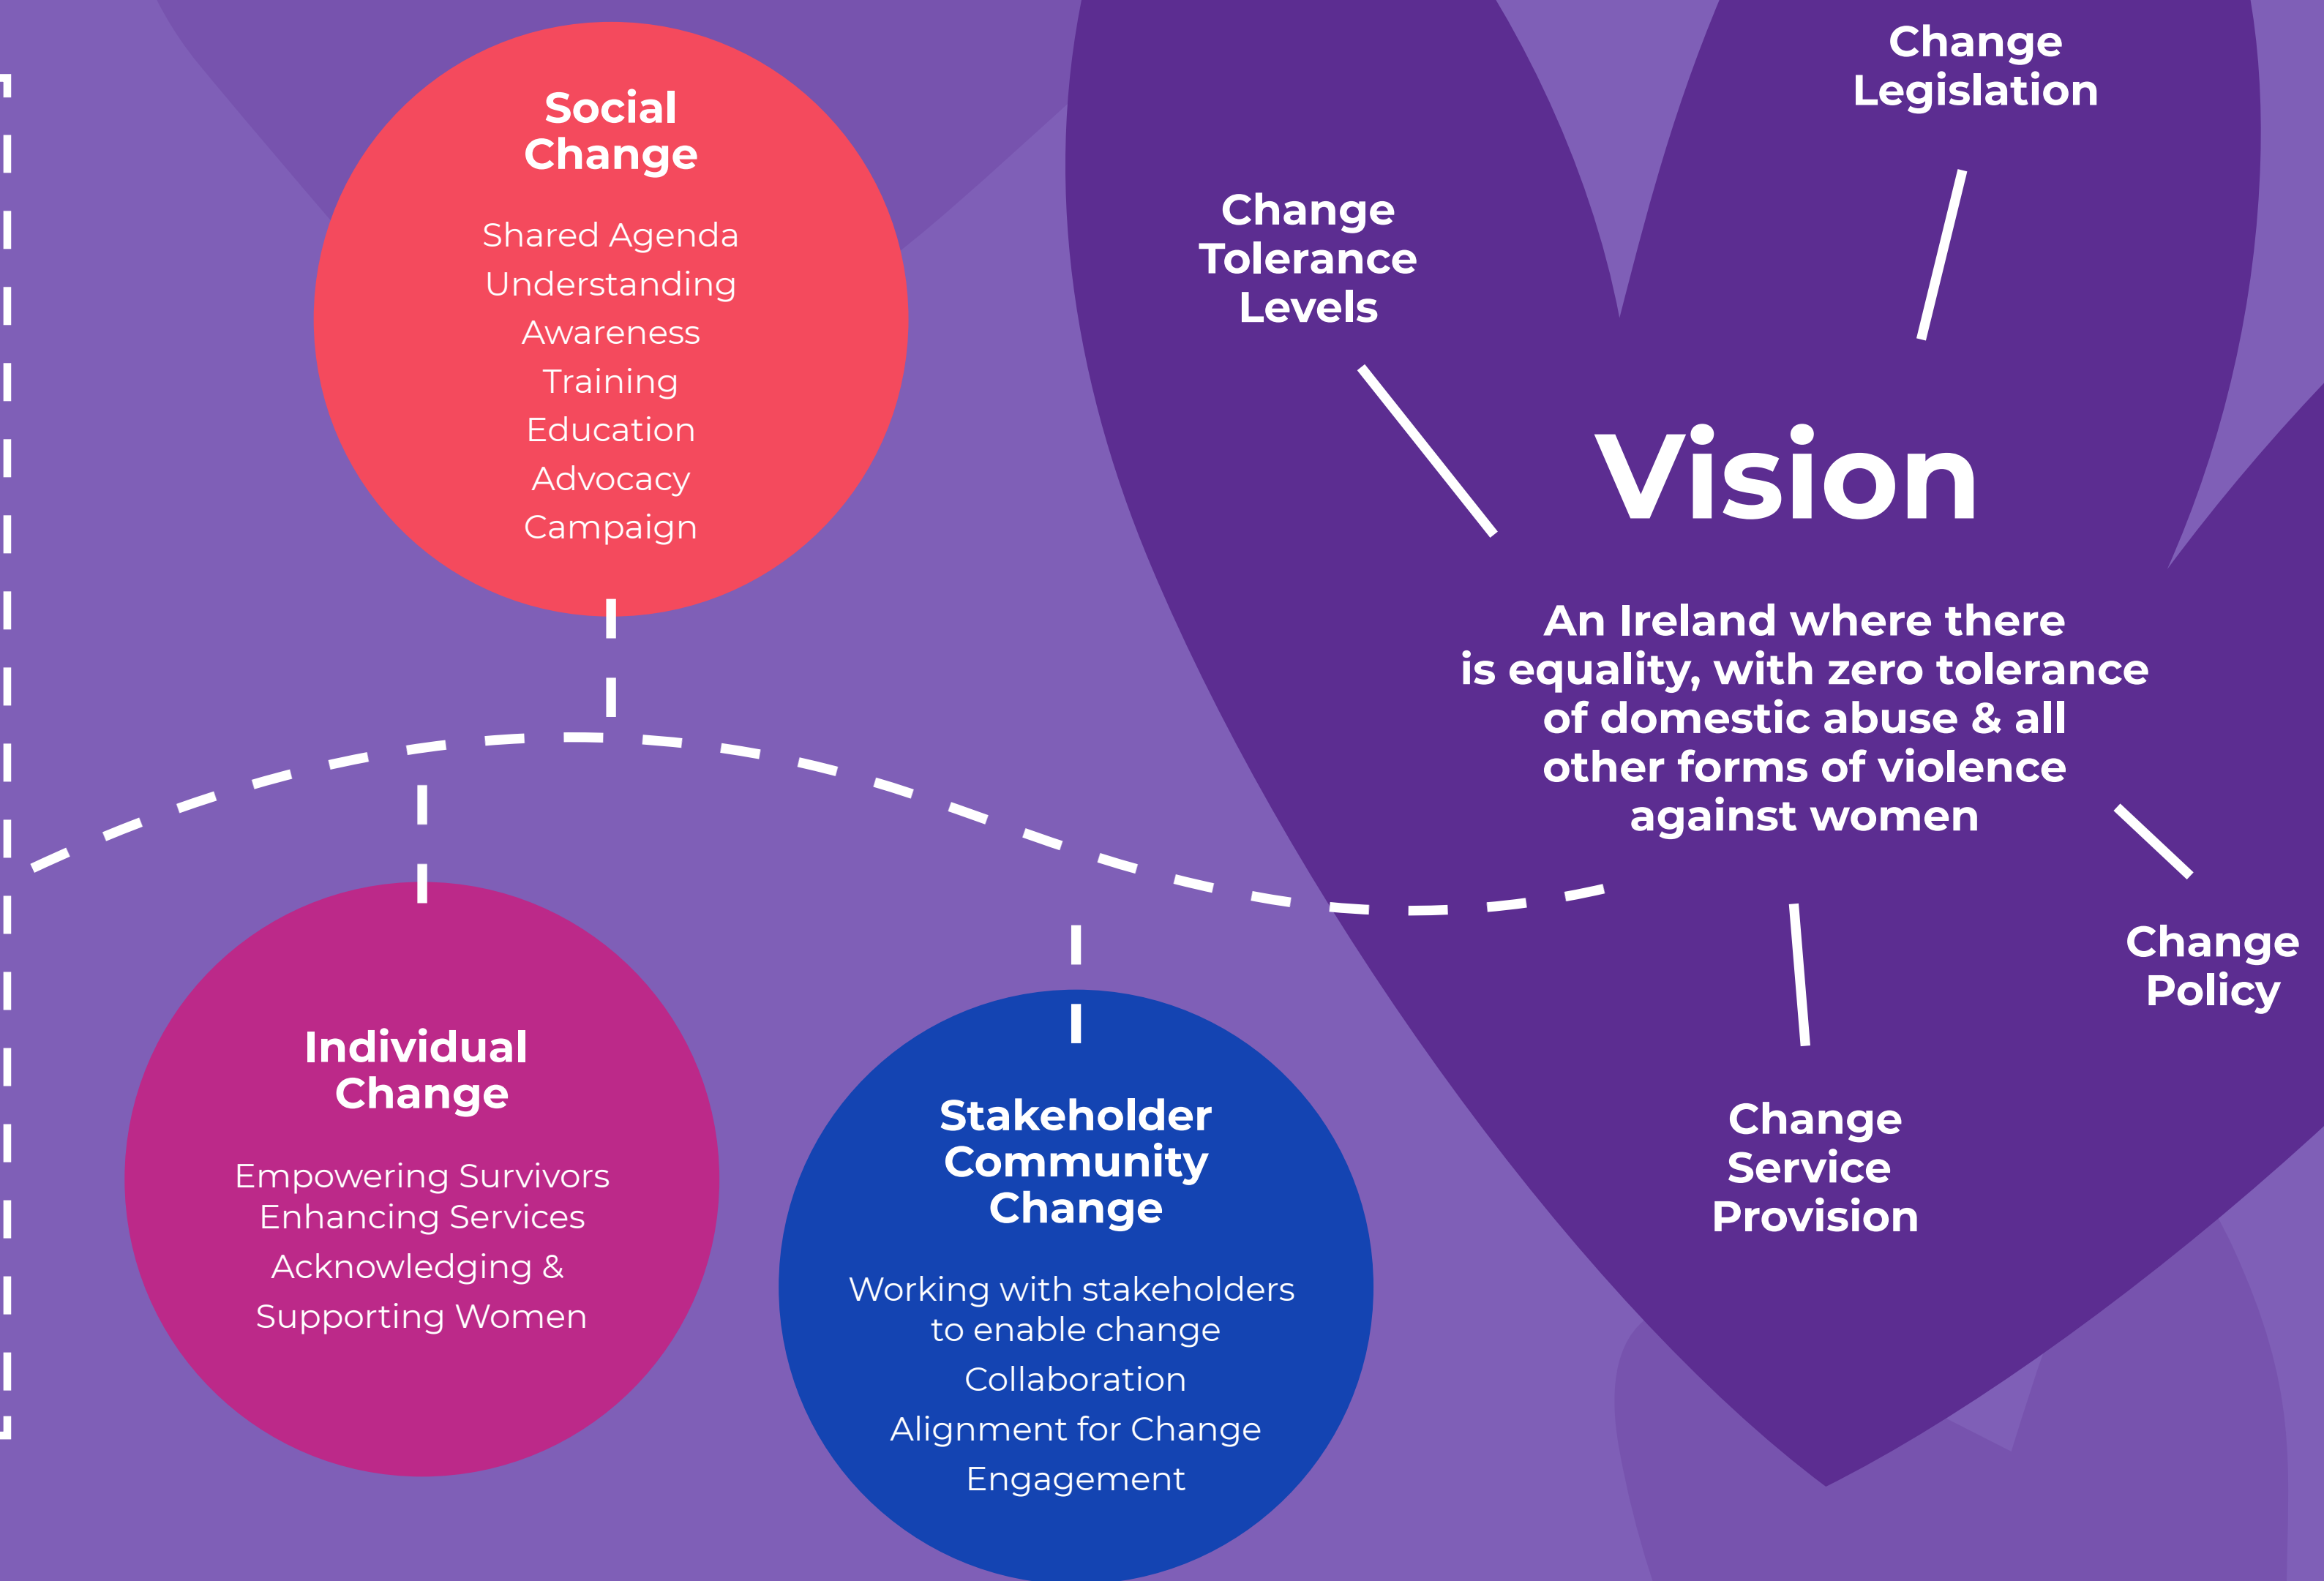 Social
Change
Shared Agenda
Understanding
Awareness
Training
Education
Advocacy
Campaign
Individual
Change
Empowering Survivors
Enhancing Services
Acknowledging &
Supporting Women
Stakeholder
Community
Change
Working with stakeholders
to enable change
Collaboration
Alignment for Change
Engagement
Change
Tolerance
Levels
Change
Legislation
Vision
An Ireland where there
is equality, with zero tolerance
of domestic abuse & all
other forms of violence
against women
Change
Policy
Change
Service
Provision